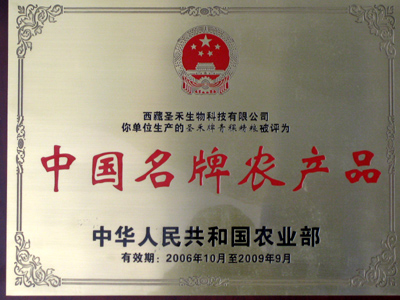 西藏圣禾生物科技有限公司
你单位生产的圣禾牌青稞烤粮被评为
中国名牌农产品
中华人民共和国农业部
有效期：2006年10月至2009年9月